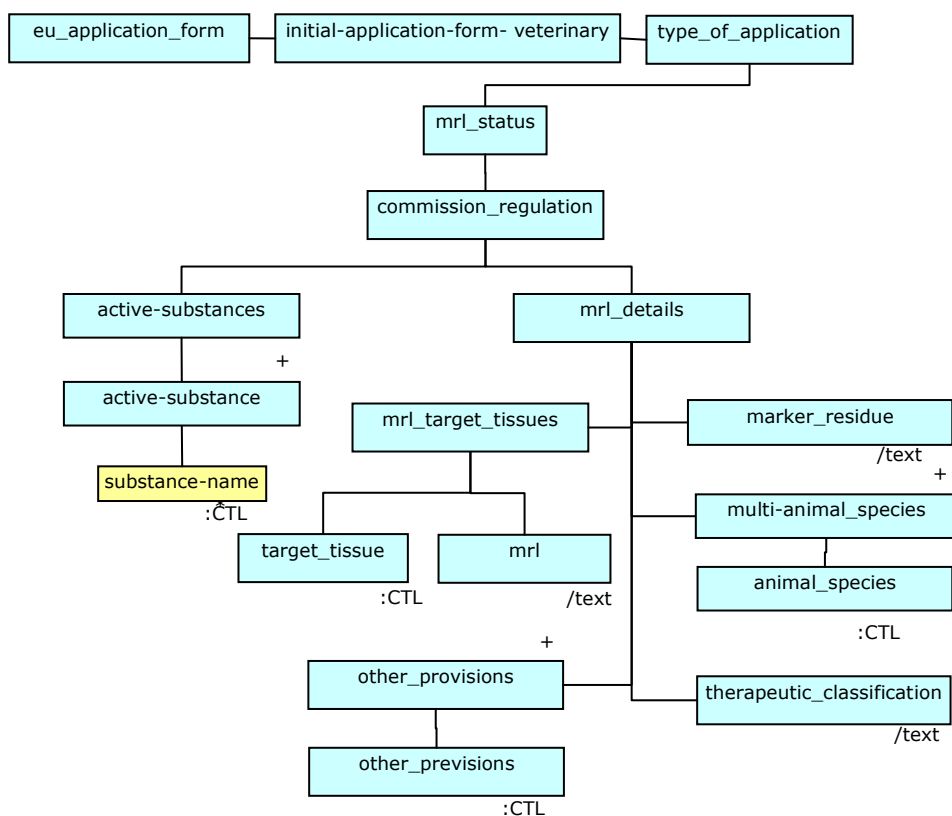 eu_application_form
initial-application-form- veterinary
type_of_application
mrl_status
commission_regulation
active-substances
mrl_details
+
active-substance
mrl_target_tissues
marker_residue
/text
substance-name
*
:CTL
+
multi-animal_species
target_tissue
:CTL
mrl
/text
animal_species
:CTL
+
other_provisions
therapeutic_classification
/text
other_previsions
:CTL